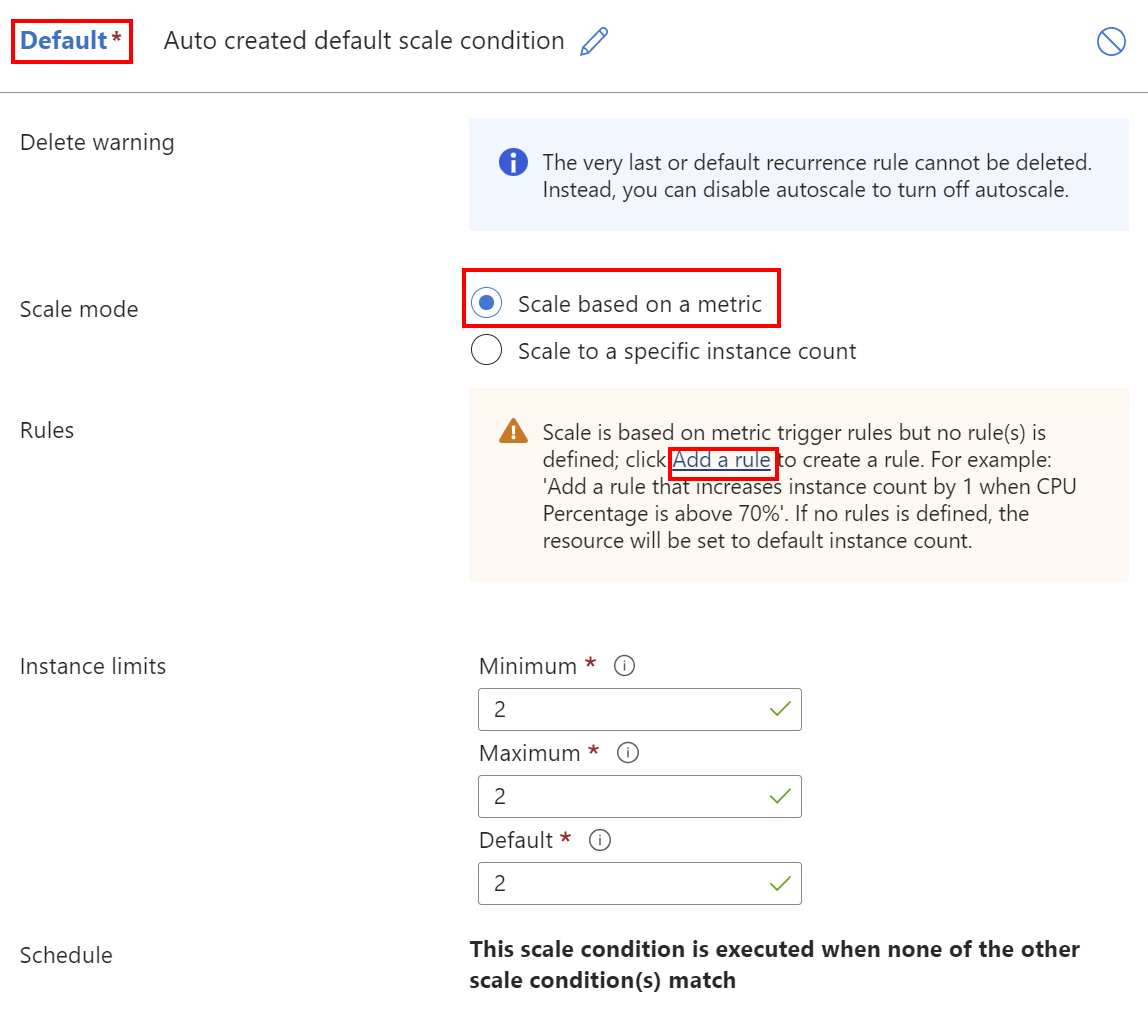 Default * Auto created default scale condition
Delete warning
The very last or default recurrence rule cannot be deleted.
Instead, you can disable autoscale to turn off autoscale.
Scale mode
Scale based on a metric
Scale to a specific instance count
Rules
Scale is based on metric trigger rules but no rule(s) is
defined; click Add a rule to create a rule. For example:
'Add a rule that increases instance count by 1 when CPU
Percentage is above 70%'. If no rules is defined, the
resource will be set to default instance count.
Instance limits
Minimum *
2
Maximum *
2
Default *
2
Schedule
This scale condition is executed when none of the other
scale condition(s) match